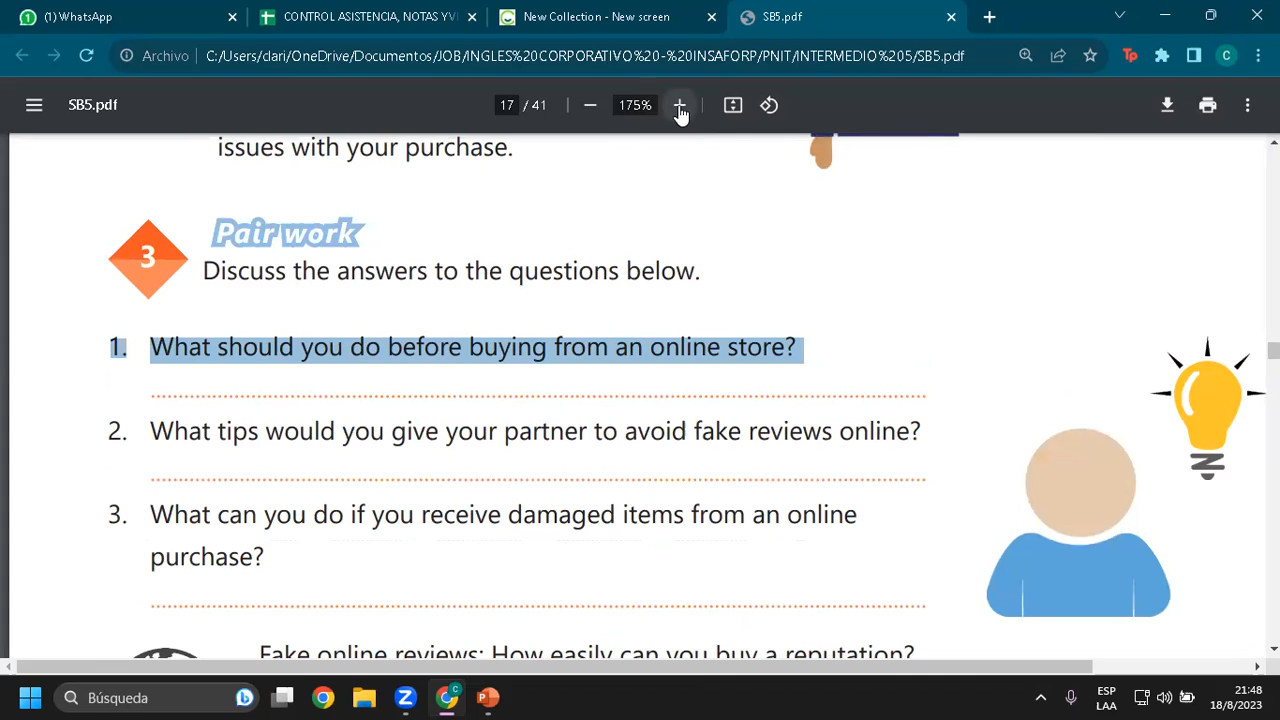 (1) WhatsApp
CONTROL ASISTENCIA, NOTAS YVI
New Collection - New screen
SB5.pdf
Archivo C:/Users/clari/OneDrive/Documentos/JOB/INGLES%20CORPORATIVO%20-%20INSAFORP/PNIT/INTERMEDIO%205/SB5.pdf
C
SB5.pdf
17 / 41
175%
issues with your purchase.
3
Pair work
Discuss the answers to the questions below.
1. What should you do before buying from an online store?
2. What tips would you give your partner to avoid fake reviews online?
3. What can you do if you receive damaged items from an online
purchase?
Fake online reviews: How easily can you buy a reputation?
Búsqueda
ESP
LAA
21:48
18/8/2023